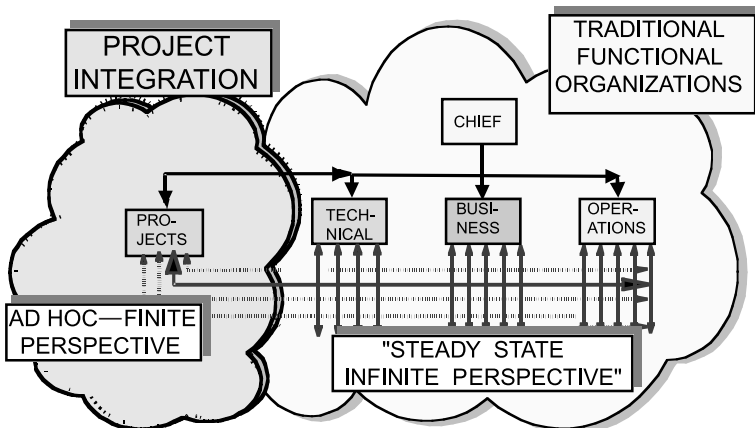 PROJECT
INTEGRATION
TRADITIONAL
FUNCTIONAL
ORGANIZATIONS
CHIEF
PRO-
JECTS
TECH-
NICAL
BUSI-
NESS
OPER-
ATIONS
AD HOC—FINITE
PERSPECTIVE
"STEADY STATE
INFINITE PERSPECTIVE"